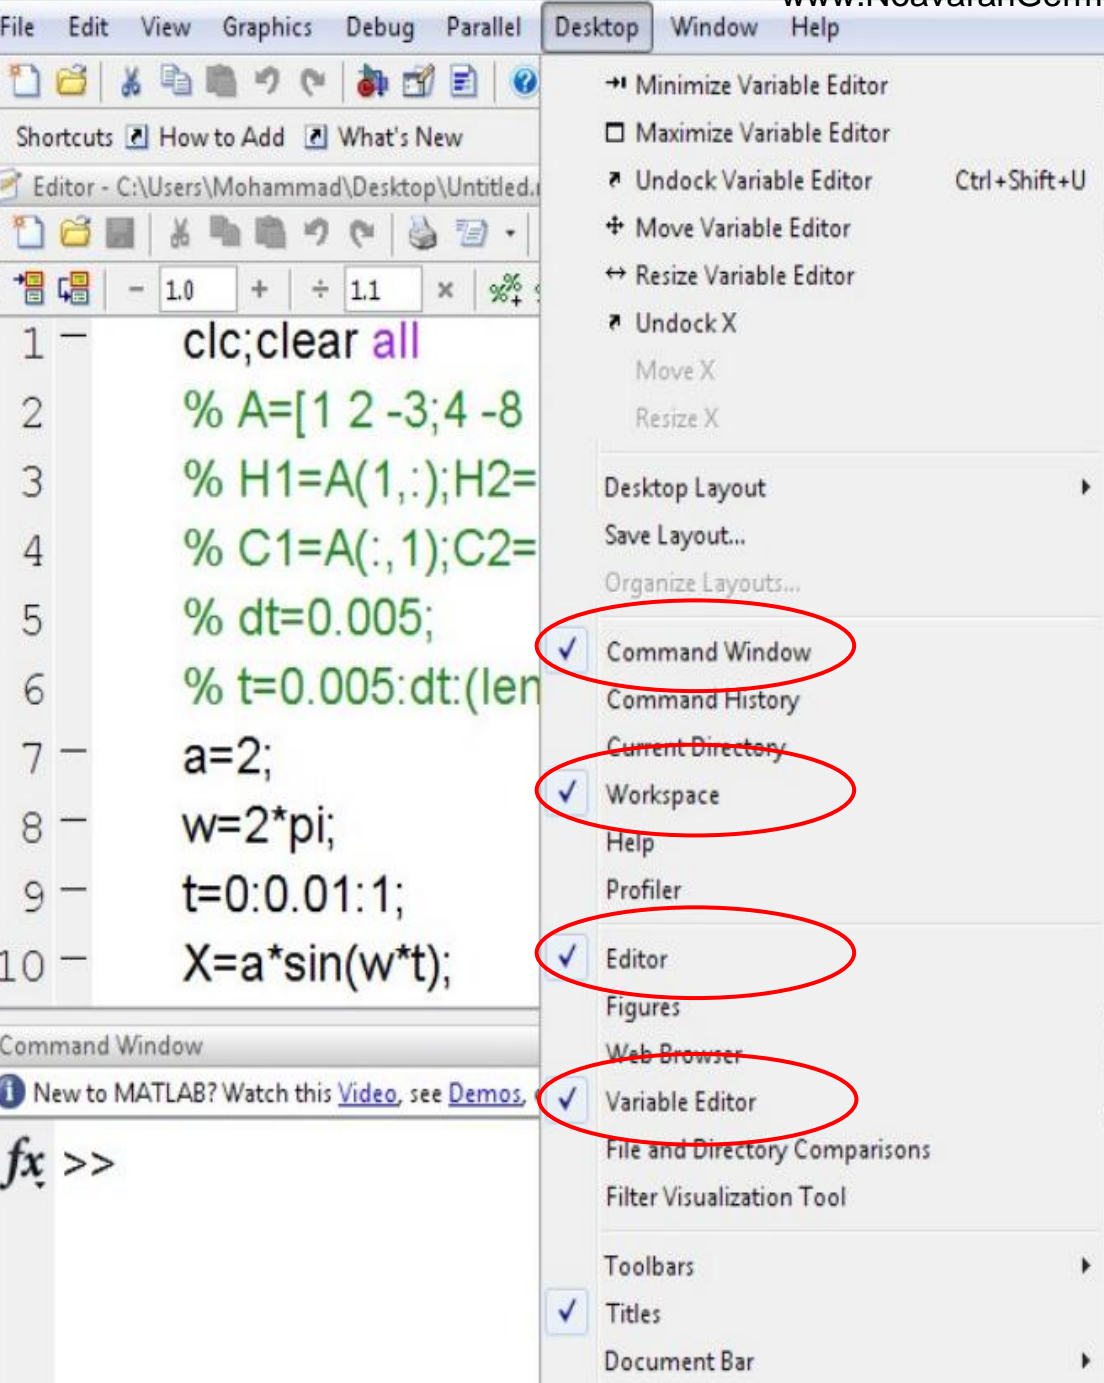 File Edit View Graphics Debug Parallel Desktop Window Help
Shortcuts How to Add What's New
Editor - C:\Users\Mohammad\Desktop\Untitled.
- 1.0 + ÷ 1.1 ×
1 - clc;clear all
2 % A=[1 2 -3;4 -8
3 % H1=A(1,:);H2=
4 % C1=A(:,1);C2=
5 % dt=0.005;
6 % t=0.005:dt:(len
7 - a=2;
8 - w=2*pi;
9 - t=0:0.01:1;
10 - X=a*sin(w*t);
Command Window
New to MATLAB? Watch this Video, see Demos,
fx >>
Minimize Variable Editor
Maximize Variable Editor
Undock Variable Editor Ctrl+Shift+U
Move Variable Editor
Resize Variable Editor
Undock X
Move X
Resize X
Desktop Layout
Save Layout...
Organize Layouts...
Command Window
Command History
Current Directory
Workspace
Help
Profiler
Editor
Figures
Web Browser
Variable Editor
File and Directory Comparisons
Filter Visualization Tool
Toolbars
Titles
Document Bar